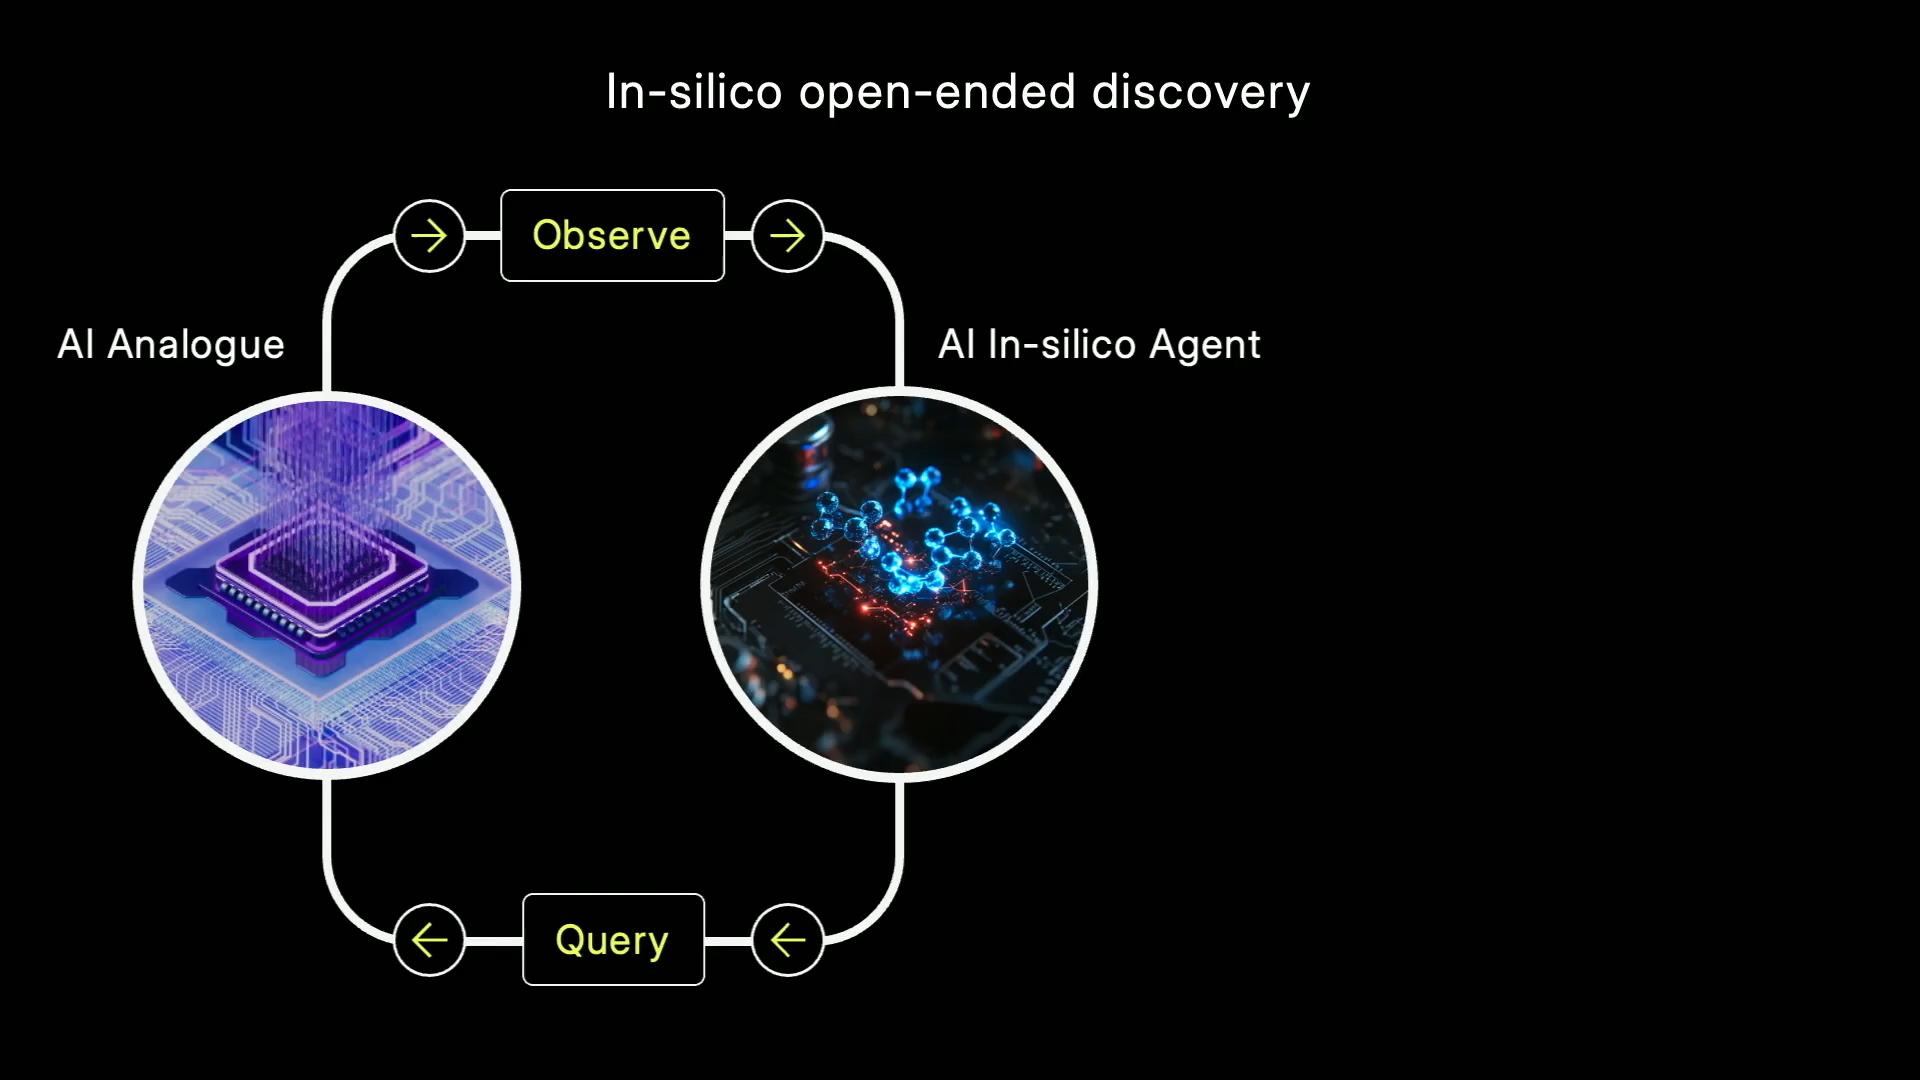 In-silico open-ended discovery
Observe
AI Analogue
AI In-silico Agent
Query